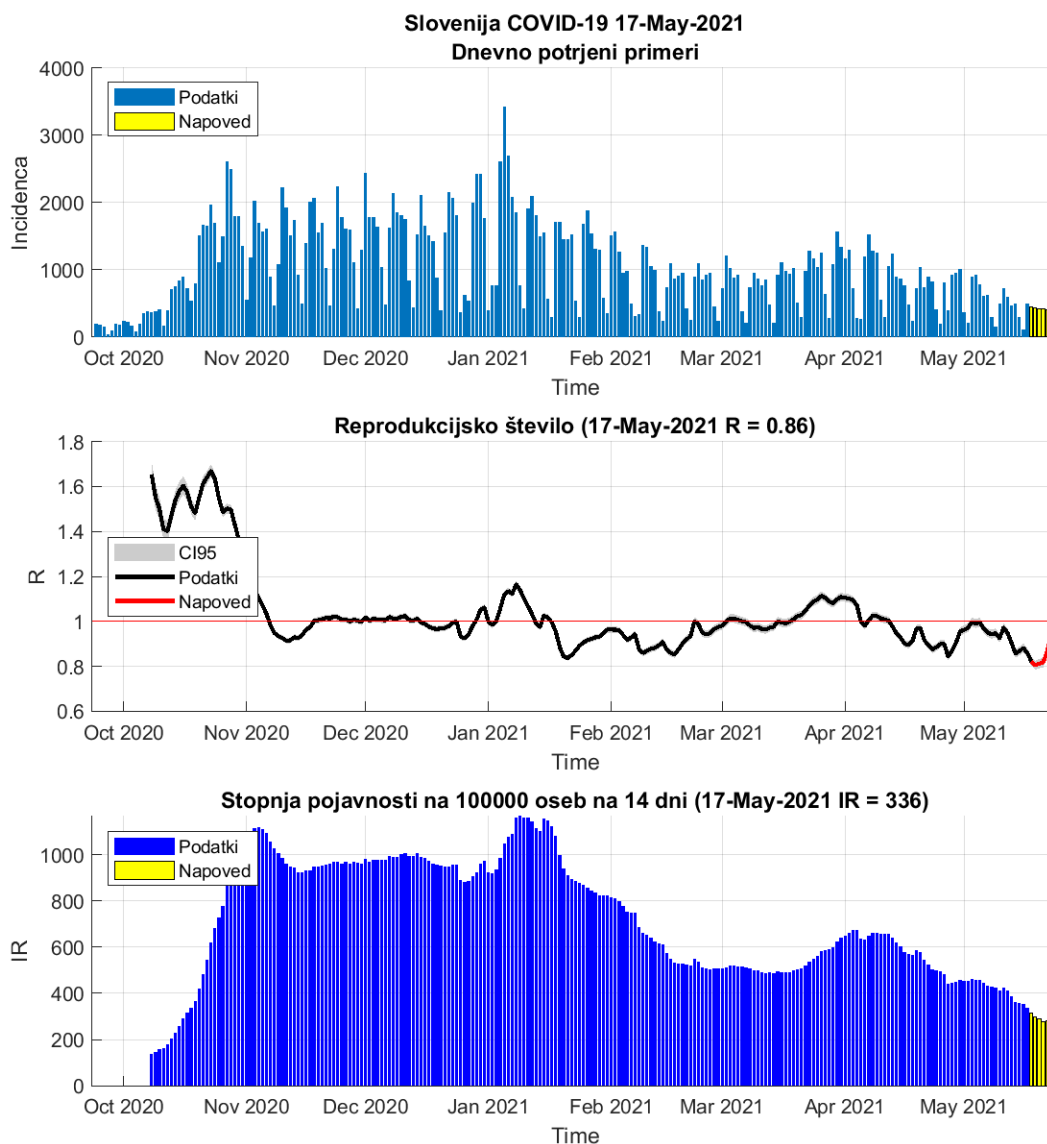 Slovenija COVID-19 17-May-2021
Dnevno potrjeni primeri
4000
3000
2000
1000
0
Incidenca
Podatki
Napoved
Oct 2020 Nov 2020 Dec 2020 Jan 2021 Feb 2021 Mar 2021 Apr 2021 May 2021
Time
Reprodukcijsko število (17-May-2021 R = 0.86)
1.8
1.6
1.4
1.2
1
0.8
0.6
R
CI95
Podatki
Napoved
Oct 2020 Nov 2020 Dec 2020 Jan 2021 Feb 2021 Mar 2021 Apr 2021 May 2021
Time
Stopnja pojavnosti na 100000 oseb na 14 dni (17-May-2021 IR = 336)
1000
800
600
400
200
0
IR
Podatki
Napoved
Oct 2020 Nov 2020 Dec 2020 Jan 2021 Feb 2021 Mar 2021 Apr 2021 May 2021
Time